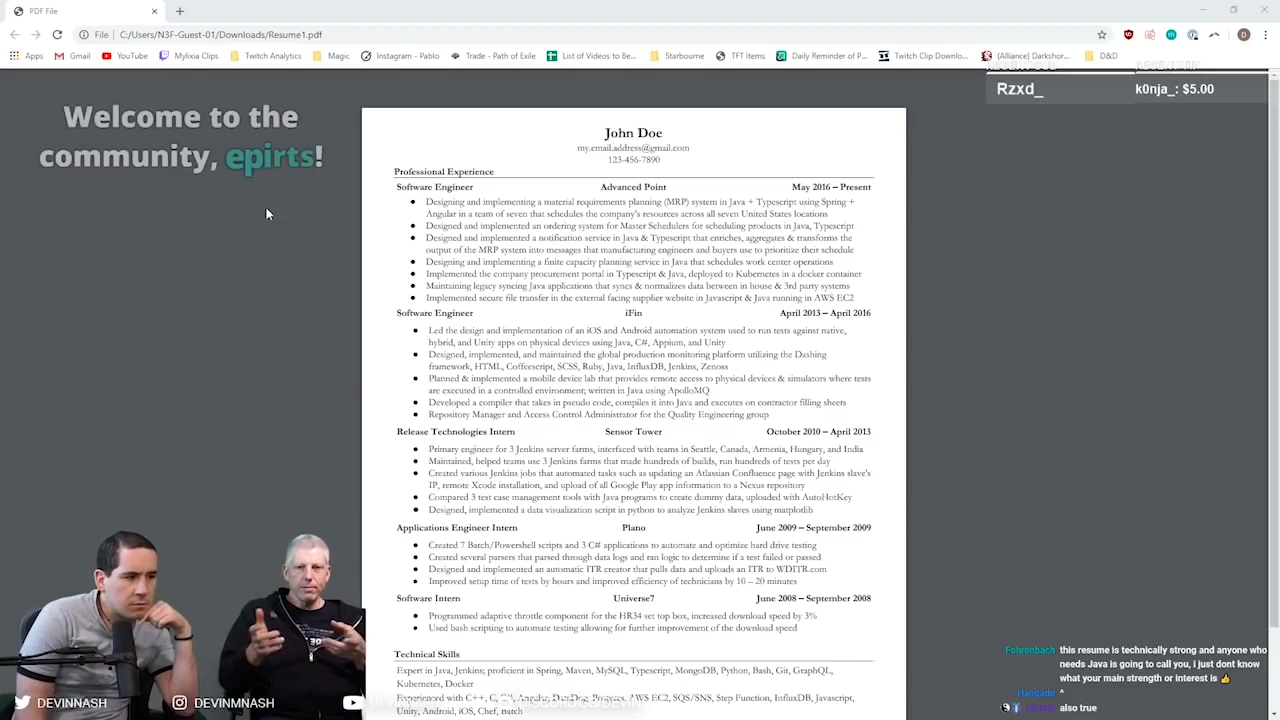 PDF File
File | C:/Users/N3F-Guest-01/Downloads/Resume1.pdf
Apps Gmail YouTube Mylixia Clips Twitch Analytics Magic Instagram - Pablo Trade - Path of Exile List of Videos to Be... Starbourne TFT Items Daily Reminder of P... Twitch Clip Downlo... (Alliance) Darkshor... D&D
Rzxd_ k0nja_: $5.00
Welcome to the
community, epirts!
John Doe
my.email.address@gmail.com
123-456-7890
Professional Experience
Software Engineer Advanced Point May 2016 – Present
● Designing and implementing a material requirements planning (MRP) system in Java + Typescript using Spring +
Angular in a team of seven that schedules the company's resources across all seven United States locations
● Designed and implemented an ordering system for Master Schedulers for scheduling products in Java, Typescript
● Designed and implemented a notification service in Java & Typescript that enriches, aggregates & transforms the
output of the MRP system into messages that manufacturing engineers and buyers use to prioritize their schedule
● Designing and implementing a finite capacity planning service in Java that schedules work center operations
● Implemented the company procurement portal in Typescript & Java, deployed to Kubernetes in a docker container
● Maintaining legacy syncing Java applications that syncs & normalizes data between in house & 3rd party systems
● Implemented secure file transfer in the external facing supplier website in Javascript & Java running in AWS EC2
Software Engineer iFin April 2013 – April 2016
● Led the design and implementation of an iOS and Android automation system used to run tests against native,
hybrid, and Unity apps on physical devices using Java, C#, Appium, and Unity
● Designed, implemented, and maintained the global production monitoring platform utilizing the Dashing
framework, HTML, Coffeescript, SCSS, Ruby, Java, InfluxDB, Jenkins, Zenoss
● Planned & implemented a mobile device lab that provides remote access to physical devices & simulators where tests
are executed in a controlled environment; written in Java using ApolloMQ
● Developed a compiler that takes in pseudo code, compiles it into Java and executes on contractor filling sheets
● Repository Manager and Access Control Administrator for the Quality Engineering group
Release Technologies Intern Sensor Tower October 2010 – April 2013
● Primary engineer for 3 Jenkins server farms, interfaced with teams in Seattle, Canada, Armenia, Hungary, and India
● Maintained, helped teams use 3 Jenkins farms that made hundreds of builds, run hundreds of tests per day
● Created various Jenkins jobs that automated tasks such as updating an Atlassian Confluence page with Jenkins slave's
IP, remote Xcode installation, and upload of all Google Play app information to a Nexus repository
● Compared 3 test case management tools with Java programs to create dummy data, uploaded with AutoHotKey
● Designed, implemented a data visualization script in python to analyze Jenkins slaves using matplotlib
Applications Engineer Intern Plano June 2009 – September 2009
● Created 7 Batch/Powershell scripts and 3 C# applications to automate and optimize hard drive testing
● Created several parsers that parsed through data logs and ran logic to determine if a test failed or passed
● Designed and implemented an automatic ITR creator that pulls data and uploads an ITR to WDITR.com
● Improved setup time of tests by hours and improved efficiency of technicians by 10 – 20 minutes
Software Intern Universe7 June 2008 – September 2008
● Programmed adaptive throttle component for the HR34 set top box, increased download speed by 3%
● Used bash scripting to automate testing allowing for further improvement of the download speed
Technical Skills
Expert in Java, Jenkins; proficient in Spring, Maven, MySQL, Typescript, MongoDB, Python, Bash, Git, GraphQL,
Kubernetes, Docker
Experienced with C++, C, Angular, DataDog, Postgres, AWS EC2, SQS/SNS, Step Function, InfluxDB, Javascript,
Unity, Android, iOS, Chef, Batch
Fohrenbach this resume is technically strong and anyone who
needs Java is going to call you, i just dont know
what your main strength or interest is 👍
Hangado ^
also true
DEVINNASH DEVINMNASH